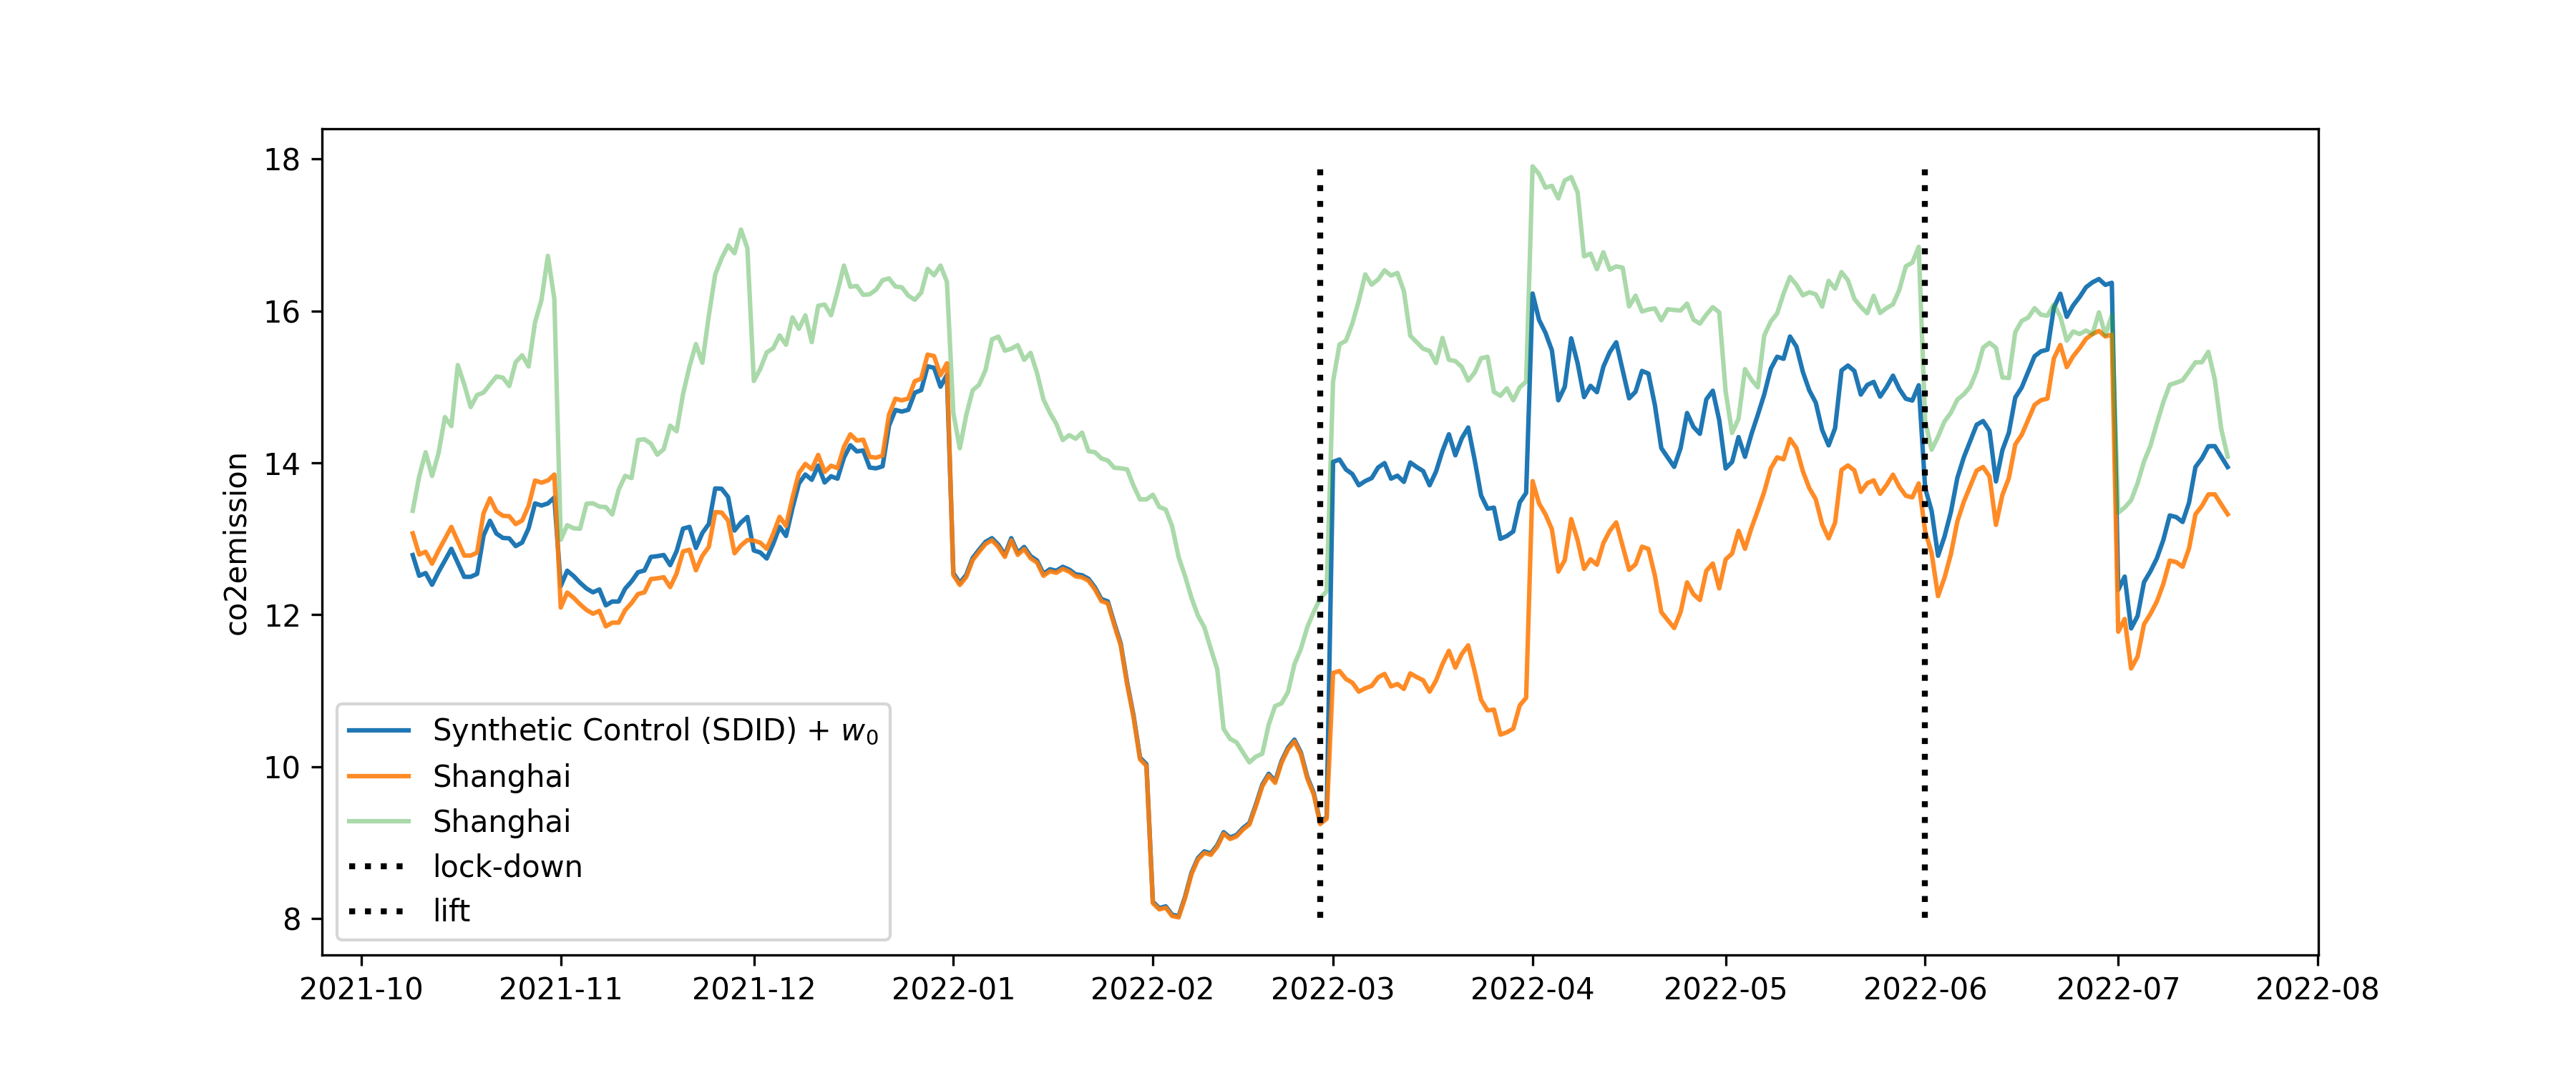 18
16
14
12
10
8
co2emission
Synthetic Control (SDID) + w₀
Shanghai
Shanghai
lock-down
lift
2021-10 2021-11 2021-12 2022-01 2022-02 2022-03 2022-04 2022-05 2022-06 2022-07 2022-08